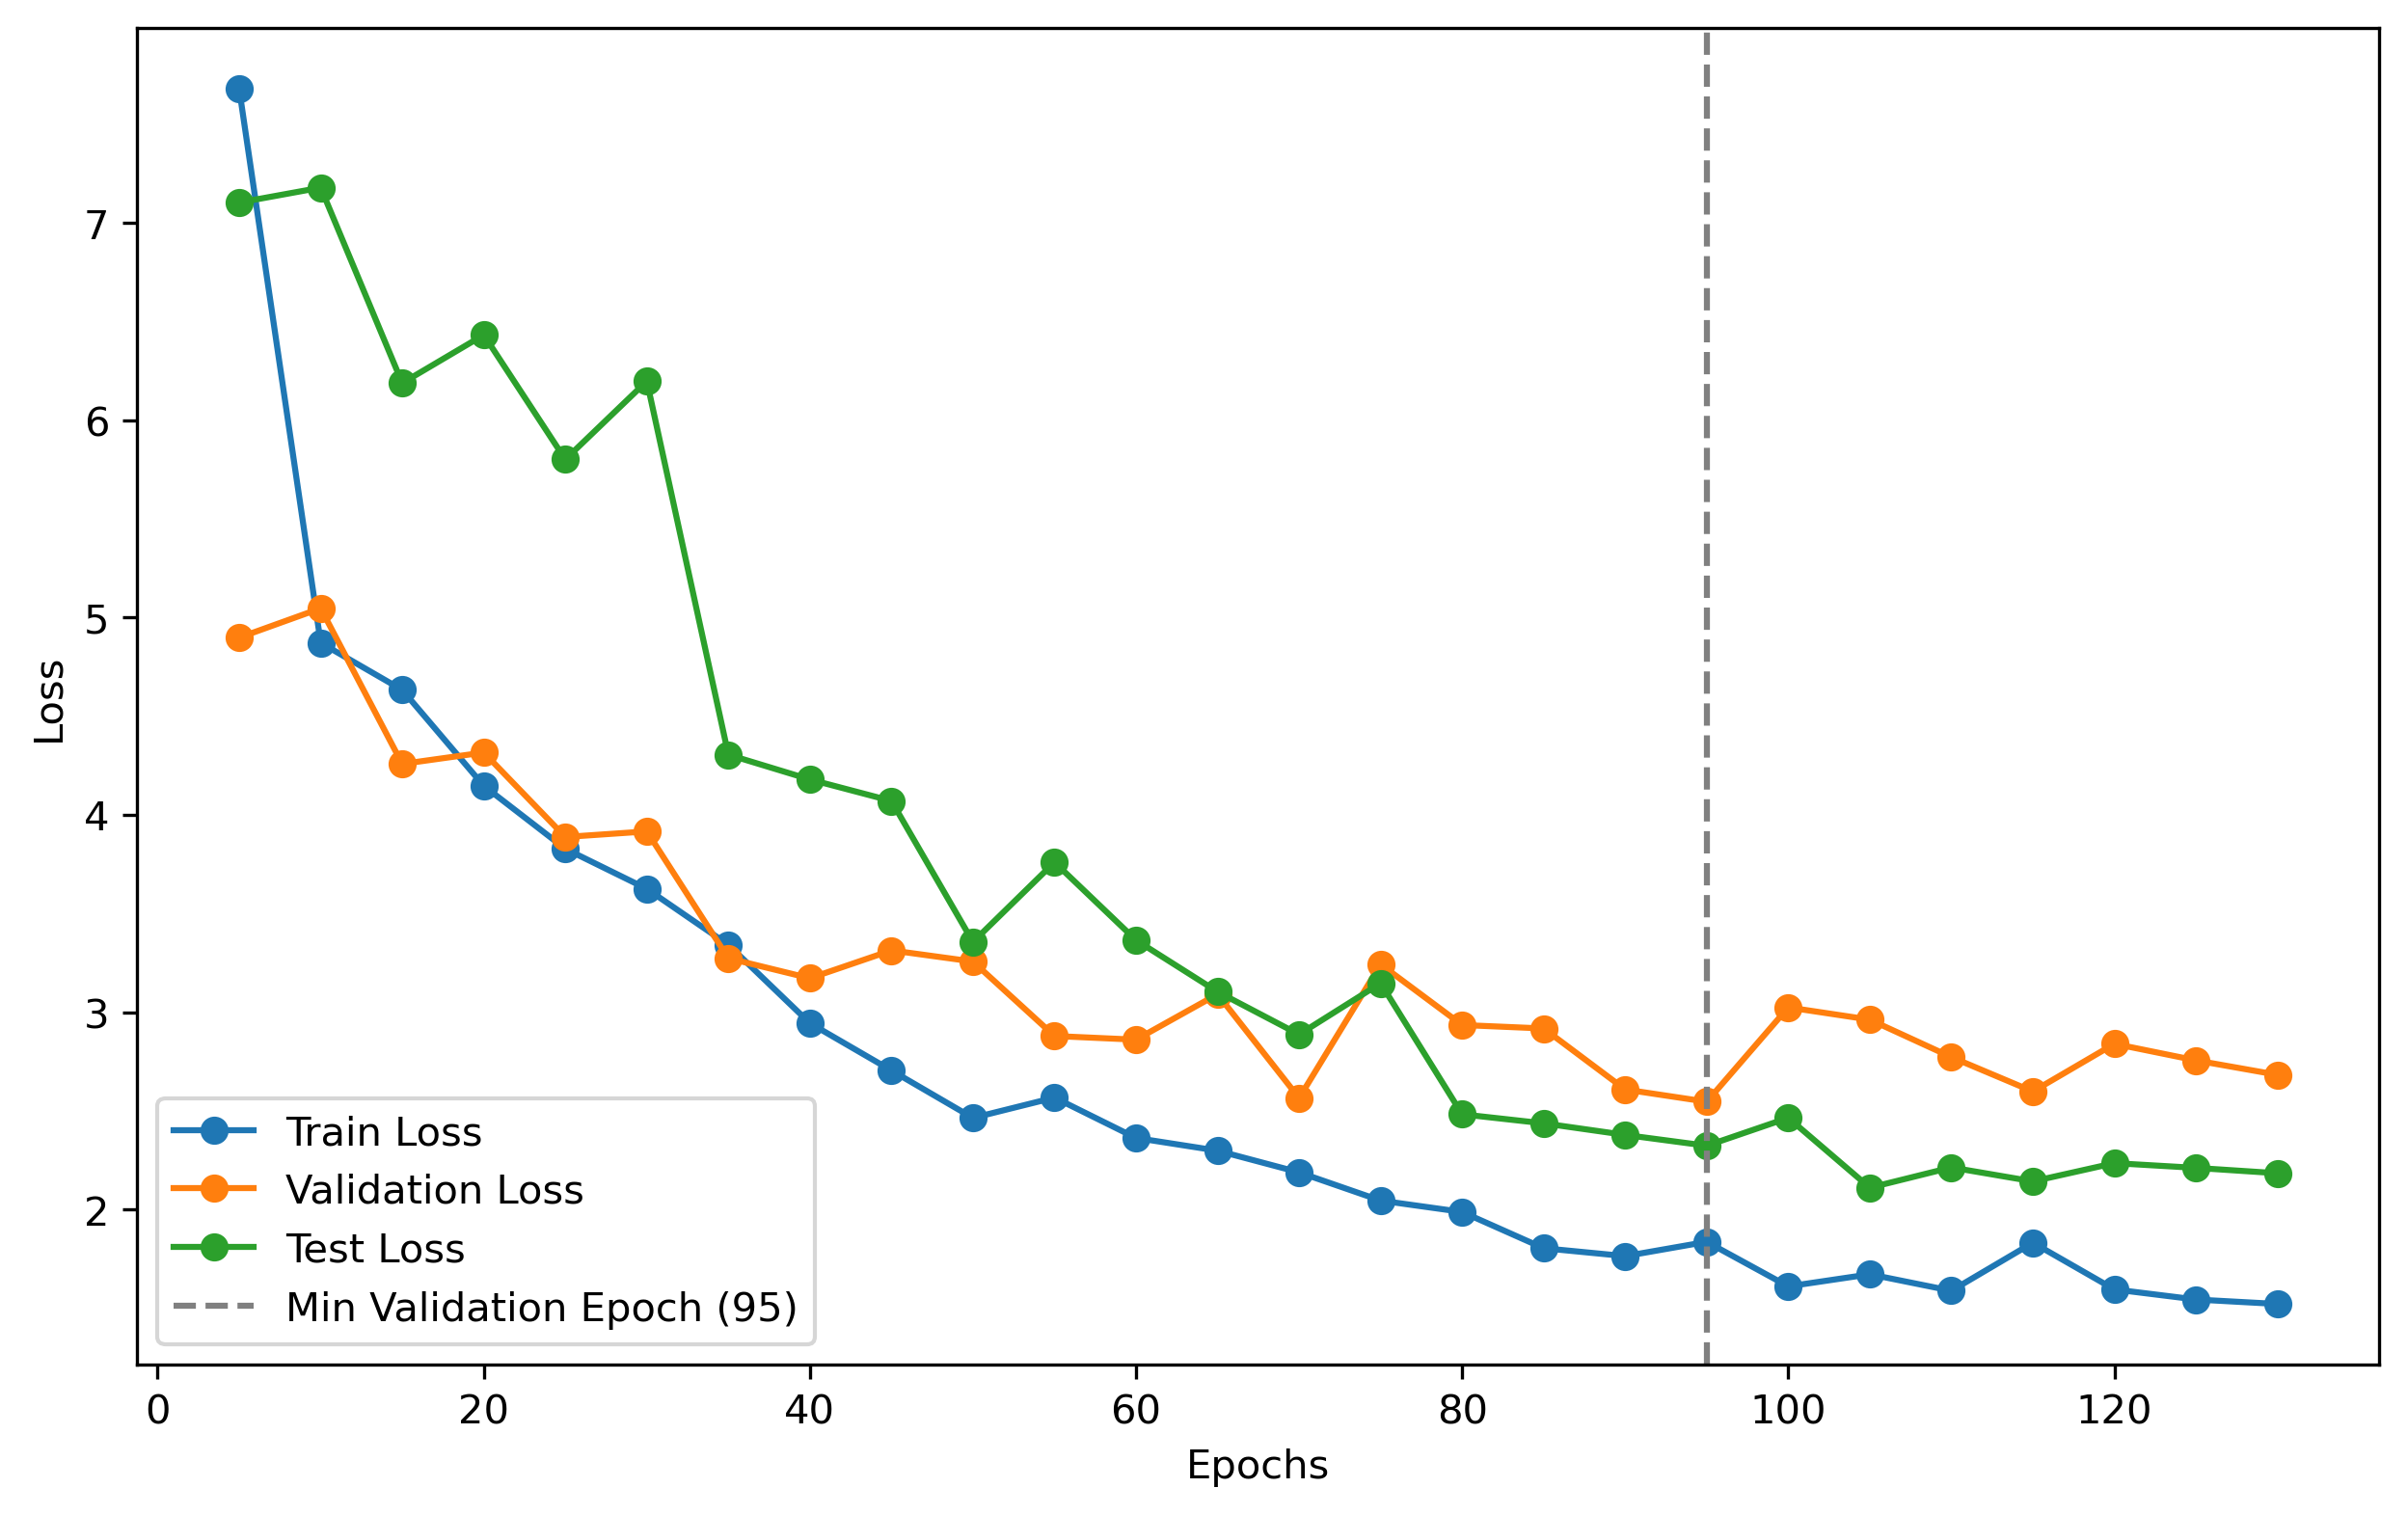 7
6
5
4
3
2
Loss
Train Loss
Validation Loss
Test Loss
Min Validation Epoch (95)
0 20 40 60 80 100 120
Epochs